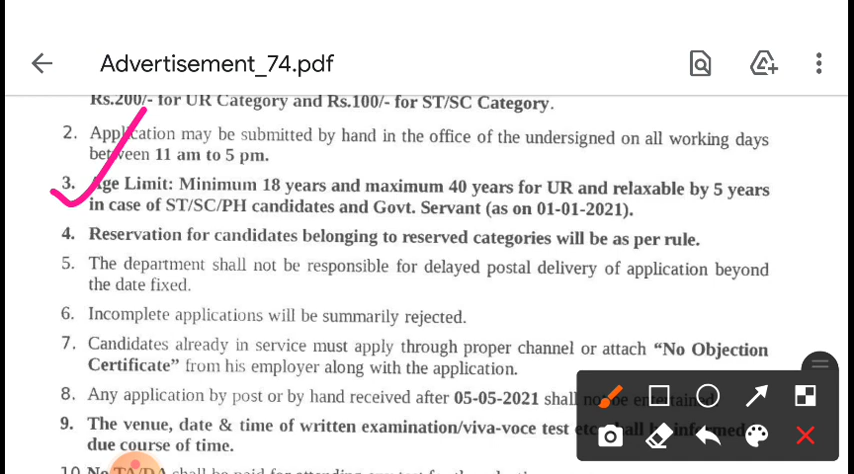 Advertisement_74.pdf
Rs.200/- for UR Category and Rs.100/- for ST/SC Category.
2. Application may be submitted by hand in the office of the undersigned on all working days
between 11 am to 5 pm.
3. Age Limit: Minimum 18 years and maximum 40 years for UR and relaxable by 5 years
in case of ST/SC/PH candidates and Govt. Servant (as on 01-01-2021).
4. Reservation for candidates belonging to reserved categories will be as per rule.
5. The department shall not be responsible for delayed postal delivery of application beyond
the date fixed.
6. Incomplete applications will be summarily rejected.
7. Candidates already in service must apply through proper channel or attach “No Objection
Certificate” from his employer along with the application.
8. Any application by post or by hand received after 05-05-2021 shall not be entertained
9. The venue, date & time of written examination/viva-voce test etc. shall be informed
due course of time.
10. No TA/DA shall be paid for attending